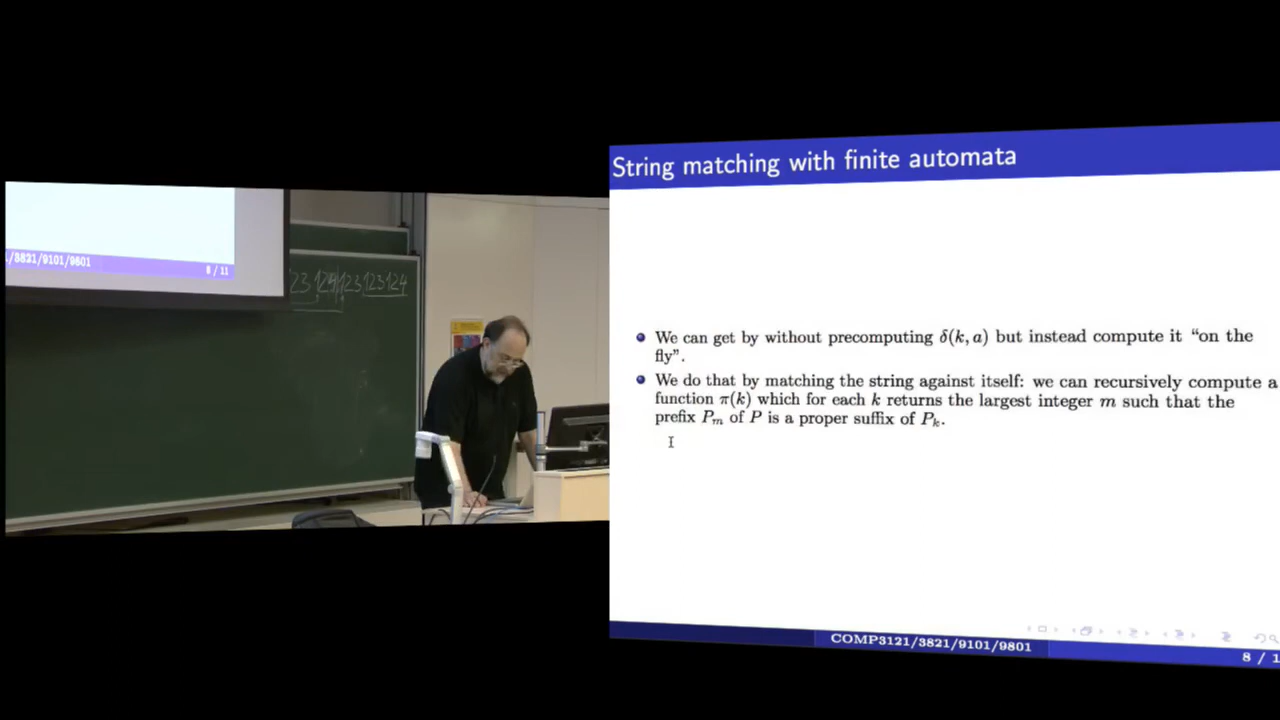 String matching with finite automata
We can get by without precomputing δ(k, a) but instead compute it “on the
fly”.
We do that by matching the string against itself: we can recursively compute a
function π(k) which for each k returns the largest integer m such that the
prefix Pm of P is a proper suffix of Pk.
COMP3121/3821/9101/9801
8 / 1
/3821/9101/9801
8 / 11
123124